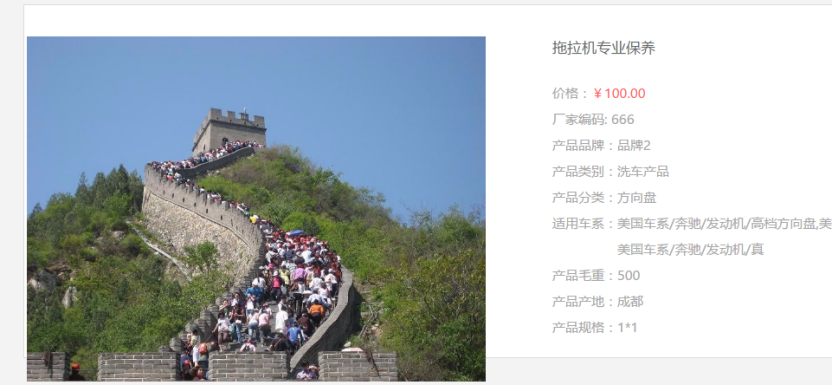 拖拉机专业保养
价格：￥100.00
厂家编码: 666
产品品牌：品牌2
产品类别：洗车产品
产品分类：方向盘
适用车系：美国车系/奔驰/发动机/高档方向盘,美
美国车系/奔驰/发动机/真
产品毛重：500
产品产地：成都
产品规格：1*1